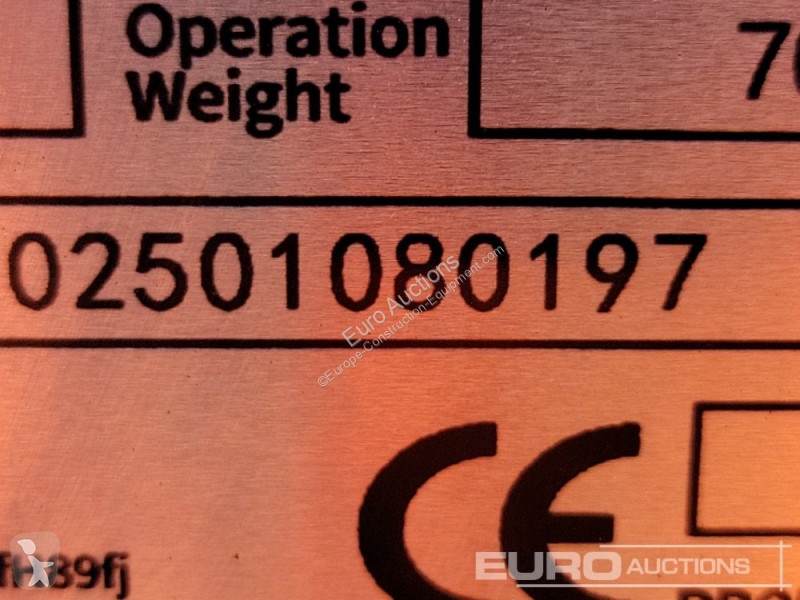 Operation
Weight
02501080197
Euro Auctions
©Europe-Construction-Equipment.com
CE
EURO AUCTIONS